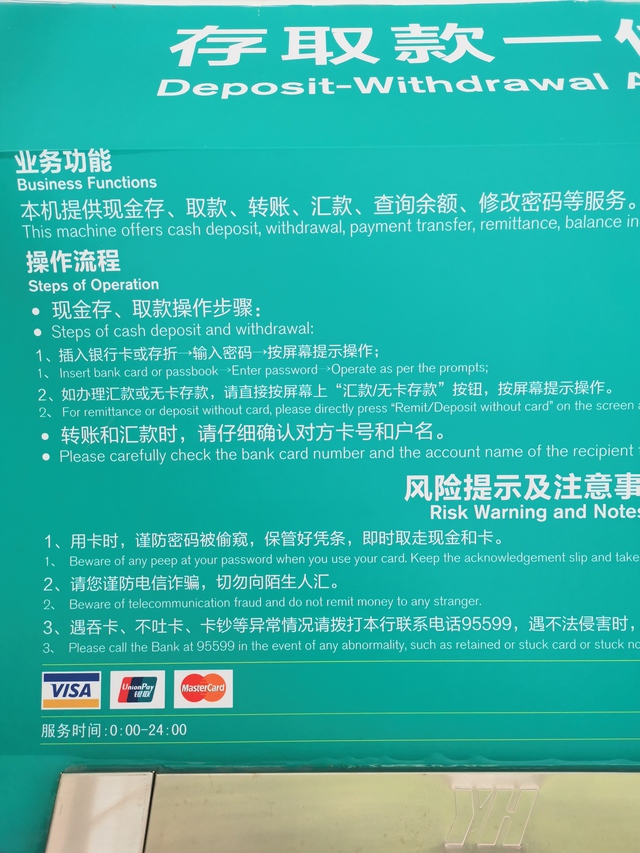 存取款一
Deposit-Withdrawal
业务功能
Business Functions
本机提供现金存、取款、转账、汇款、查询余额、修改密码等服务。
This machine offers cash deposit, withdrawal, payment transfer, remittance, balance in
操作流程
Steps of Operation
• 现金存、取款操作步骤：
• Steps of cash deposit and withdrawal:
1、插入银行卡或存折→输入密码→按屏幕提示操作；
1、Insert bank card or passbook→Enter password→Operate as per the prompts;
2、如办理汇款或无卡存款，请直接按屏幕上“汇款/无卡存款”按钮，按屏幕提示操作。
2、For remittance or deposit without card, please directly press “Remit/Deposit without card” on the screen
• 转账和汇款时，请仔细确认对方卡号和户名。
• Please carefully check the bank card number and the account name of the recipient
风险提示及注意事
Risk Warning and Notes
1、用卡时，谨防密码被偷窥，保管好凭条，即时取走现金和卡。
1、Beware of any peep at your password when you use your card. Keep the acknowledgement slip and take
2、请您谨防电信诈骗，切勿向陌生人汇。
2、Beware of telecommunication fraud and do not remit money to any stranger.
3、遇吞卡、不吐卡、卡钞等异常情况请拨打本行联系电话95599，遇不法侵害时，
3、Please call the Bank at 95599 in the event of any abnormality, such as retained or stuck card or stuck no
VISA UnionPay 银联 MasterCard
服务时间:0:00-24:00
YH